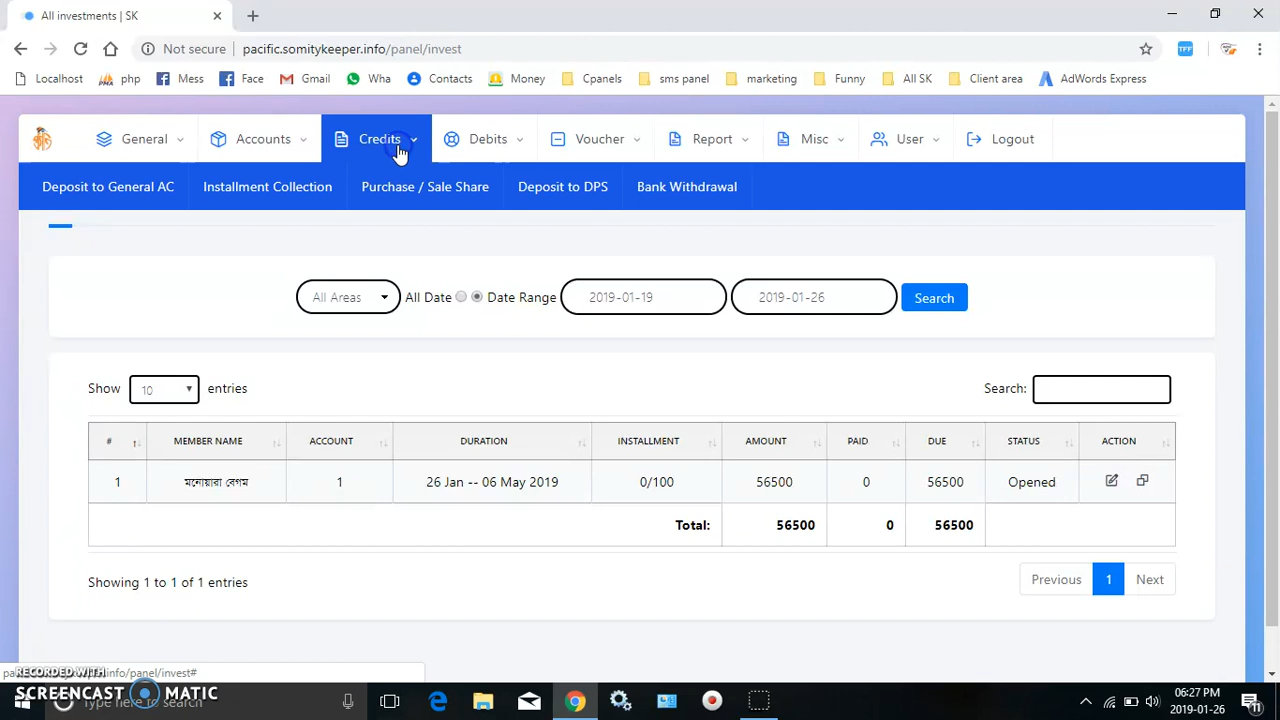 All investments | SK
Not secure pacific.somitykeeper.info/panel/invest
Localhost php Mess Face Gmail Wha Contacts Money Cpanels sms panel marketing Funny All SK Client area AdWords Express
General Accounts Credits Debits Voucher Report Misc User Logout
Deposit to General AC Installment Collection Purchase / Sale Share Deposit to DPS Bank Withdrawal
All Areas All Date Date Range 2019-01-19 2019-01-26 Search
Show 10 entries Search:
# MEMBER NAME ACCOUNT DURATION INSTALLMENT AMOUNT PAID DUE STATUS ACTION
1 মনোয়ারা বেগম 1 26 Jan -- 06 May 2019 0/100 56500 0 56500 Opened
Total: 56500 0 56500
Showing 1 to 1 of 1 entries Previous 1 Next
RECORDED WITH
SCREENCAST MATIC
Type here to search
06:27 PM
2019-01-26
11